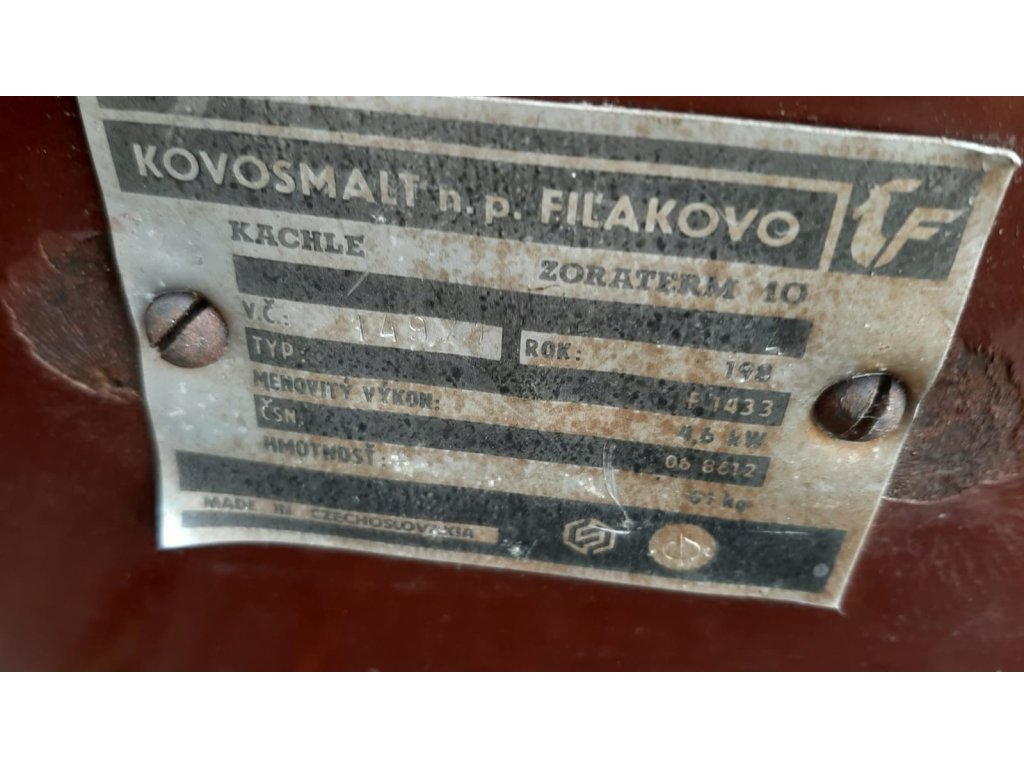 KOVOSMALT n.p. FIĽAKOVO
KACHLE ZORATERM 10
V.Č.: ROK: 198
TYP: F 1433
MENOVITÝ VÝKON: 4,6 kW
ČSN: 06 8612
HMOTNOSŤ: kg
MADE IN CZECHOSLOVAKIA